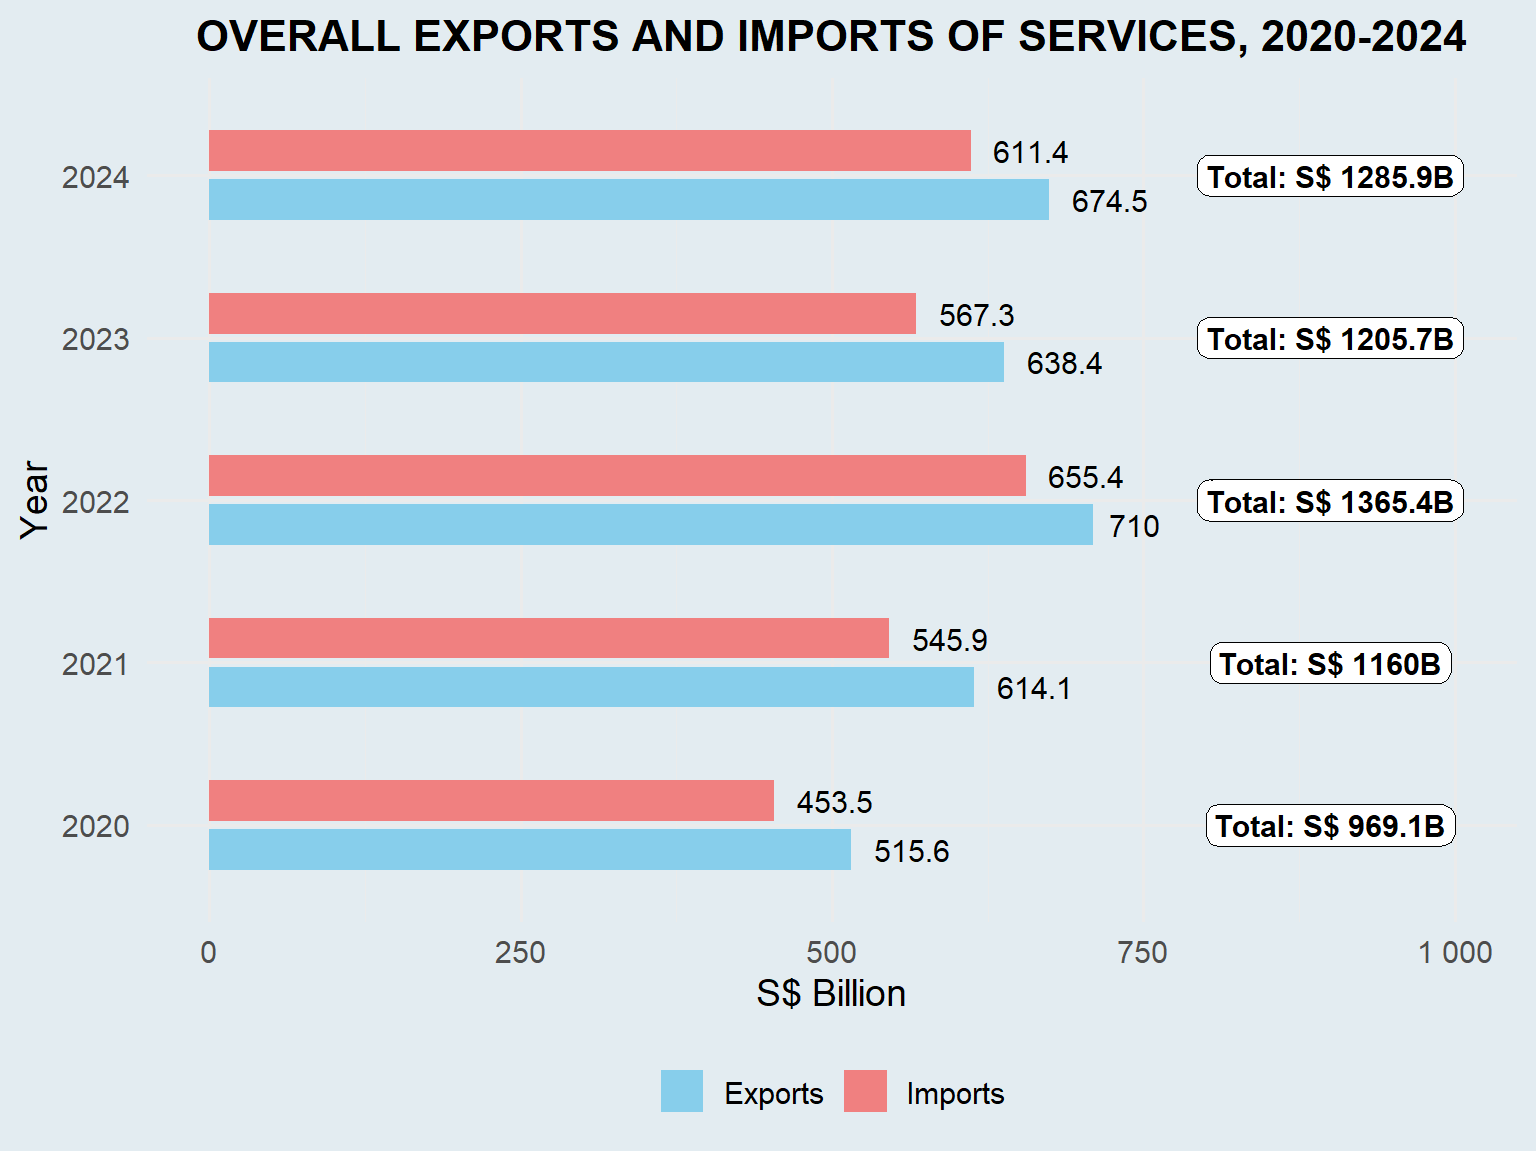 OVERALL EXPORTS AND IMPORTS OF SERVICES, 2020-2024
2024
611.4
674.5
Total: S$ 1285.9B
2023
567.3
638.4
Total: S$ 1205.7B
Year
2022
655.4
710
Total: S$ 1365.4B
2021
545.9
614.1
Total: S$ 1160B
2020
453.5
515.6
Total: S$ 969.1B
0 250 500 750 1 000
S$ Billion
Exports Imports